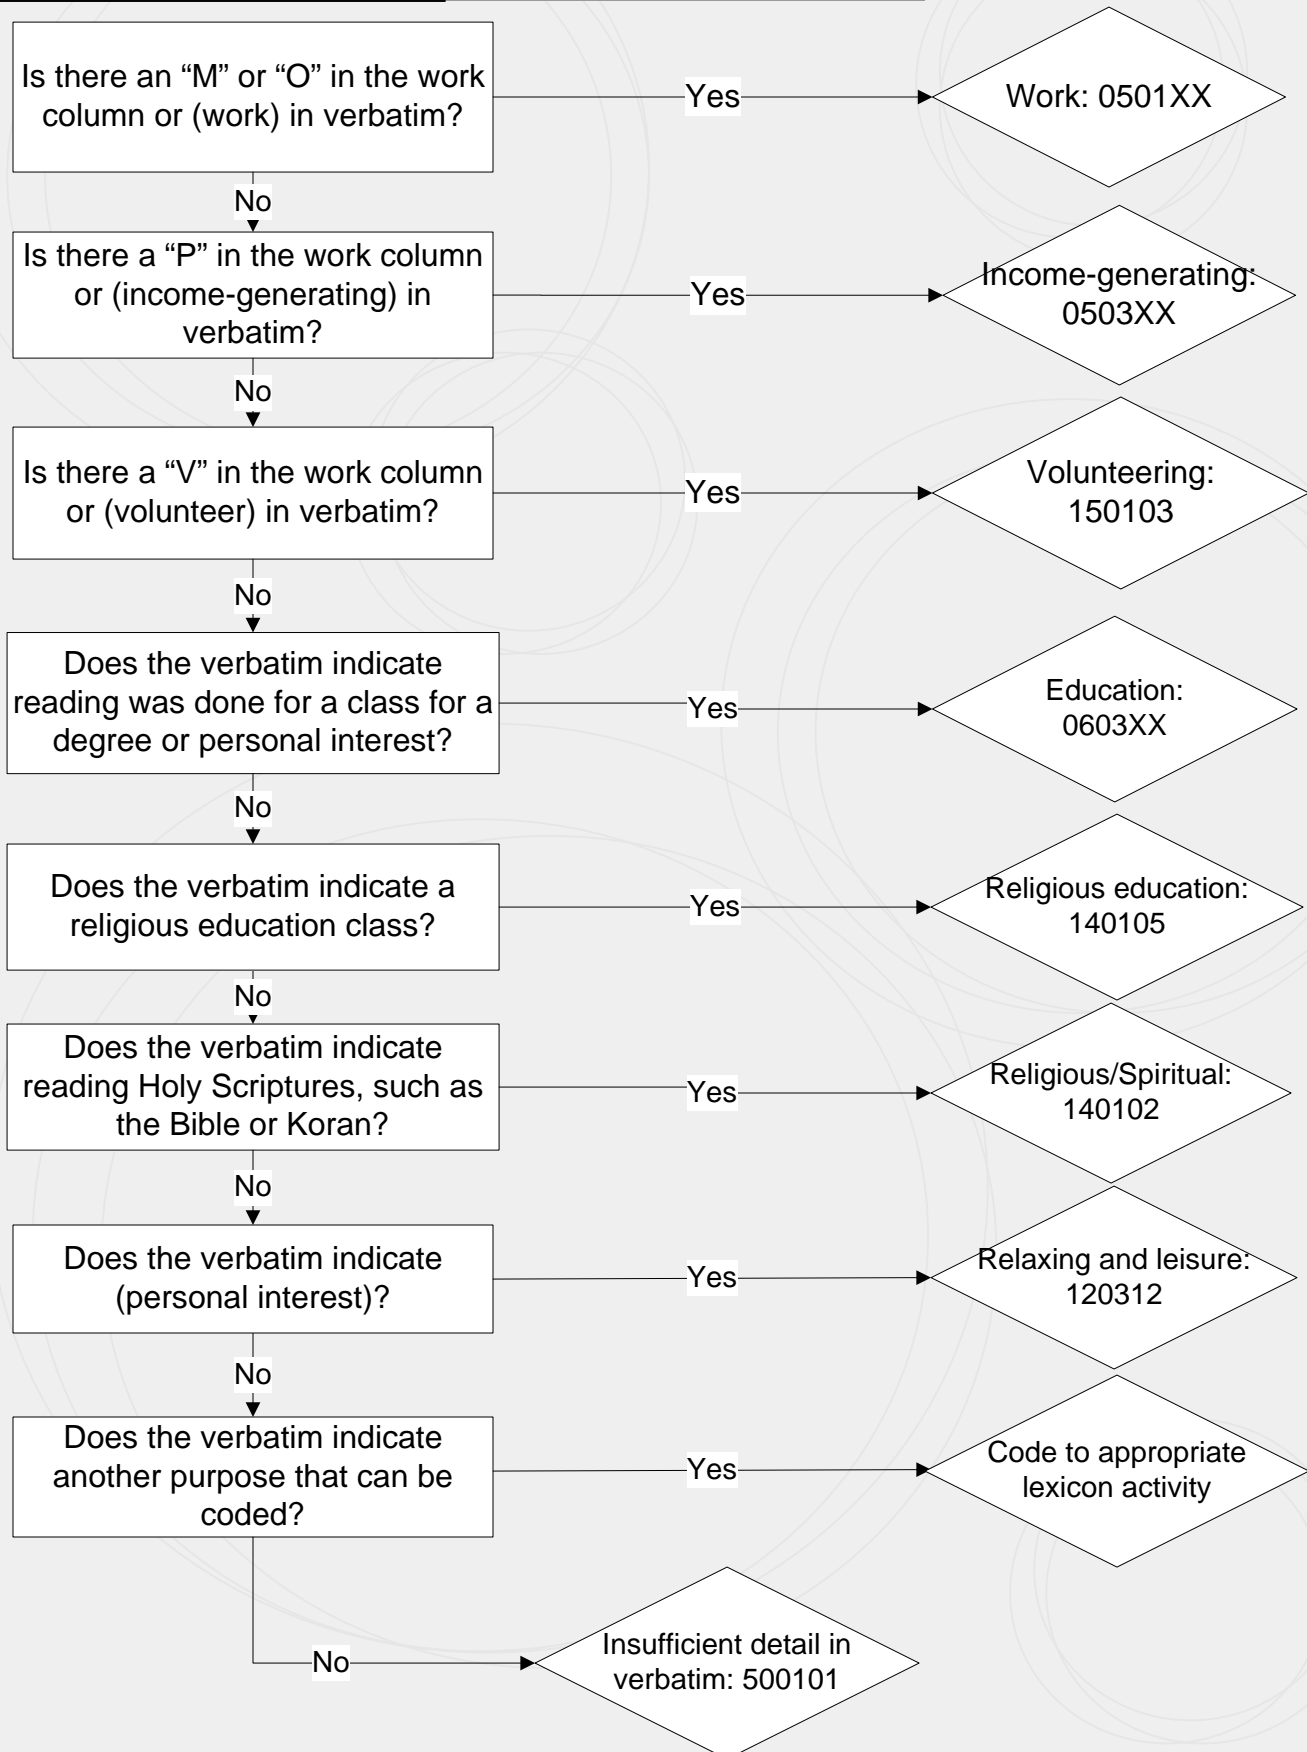 Is there an “M” or “O” in the work
column or (work) in verbatim?
Yes
Work: 0501XX
No
Is there a “P” in the work column
or (income-generating) in
verbatim?
Yes
Income-generating:
0503XX
No
Is there a “V” in the work column
or (volunteer) in verbatim?
Yes
Volunteering:
150103
No
Does the verbatim indicate
reading was done for a class for a
degree or personal interest?
Yes
Education:
0603XX
No
Does the verbatim indicate a
religious education class?
Yes
Religious education:
140105
No
Does the verbatim indicate
reading Holy Scriptures, such as
the Bible or Koran?
Yes
Religious/Spiritual:
140102
No
Does the verbatim indicate
(personal interest)?
Yes
Relaxing and leisure:
120312
No
Does the verbatim indicate
another purpose that can be
coded?
Yes
Code to appropriate
lexicon activity
No
Insufficient detail in
verbatim: 500101